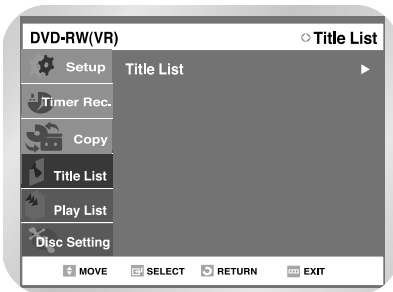 DVD-RW(VR) Title List
Setup Title List
Timer Rec.
Copy
Title List
Play List
Disc Setting
MOVE SELECT RETURN EXIT